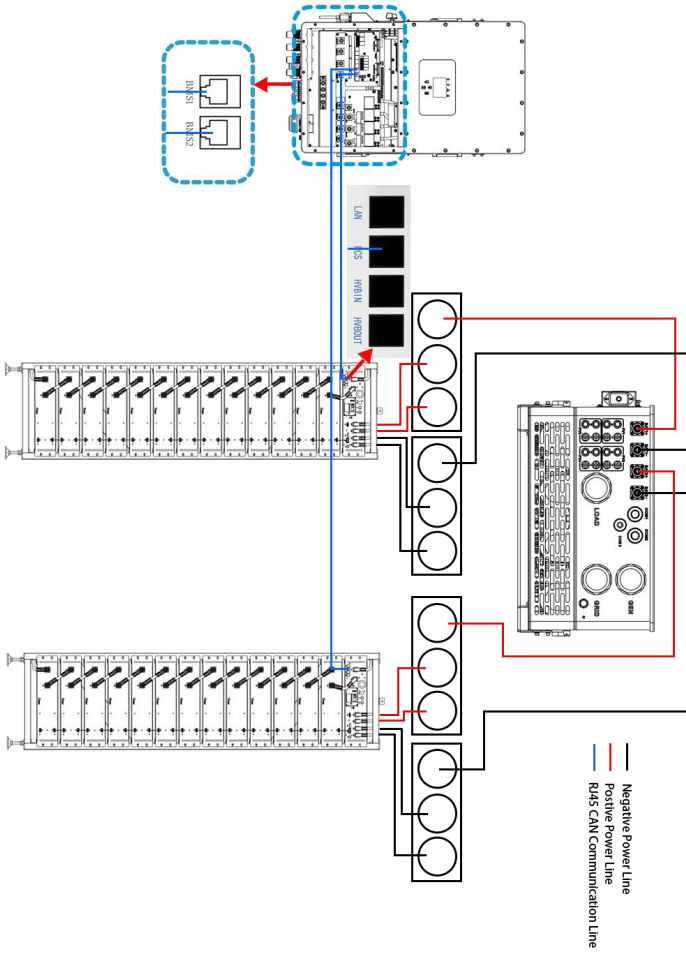 BMS1
BMS2
LAN
PCS
HVBIN
HVBOUT
LOAD
GRID
GEN
Negative Power Line
Postive Power Line
RJ45 CAN Communication Line